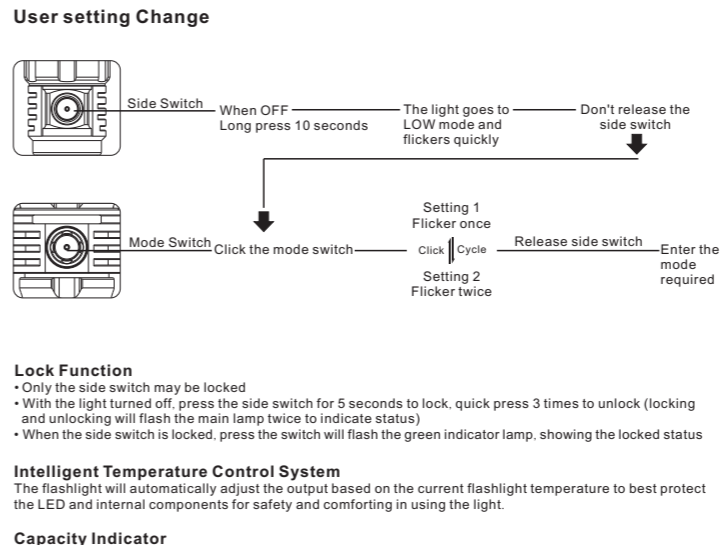 User setting Change
Side Switch
When OFF
Long press 10 seconds
The light goes to
LOW mode and
flickers quickly
Don't release the
side switch
Mode Switch
Click the mode switch
Setting 1
Flicker once
Click Cycle
Setting 2
Flicker twice
Release side switch
Enter the
mode
required
Lock Function
• Only the side switch may be locked
• With the light turned off, press the side switch for 5 seconds to lock, quick press 3 times to unlock (locking
and unlocking will flash the main lamp twice to indicate status)
• When the side switch is locked, press the switch will flash the green indicator lamp, showing the locked status
Intelligent Temperature Control System
The flashlight will automatically adjust the output based on the current flashlight temperature to best protect
the LED and internal components for safety and comforting in using the light.
Capacity Indicator